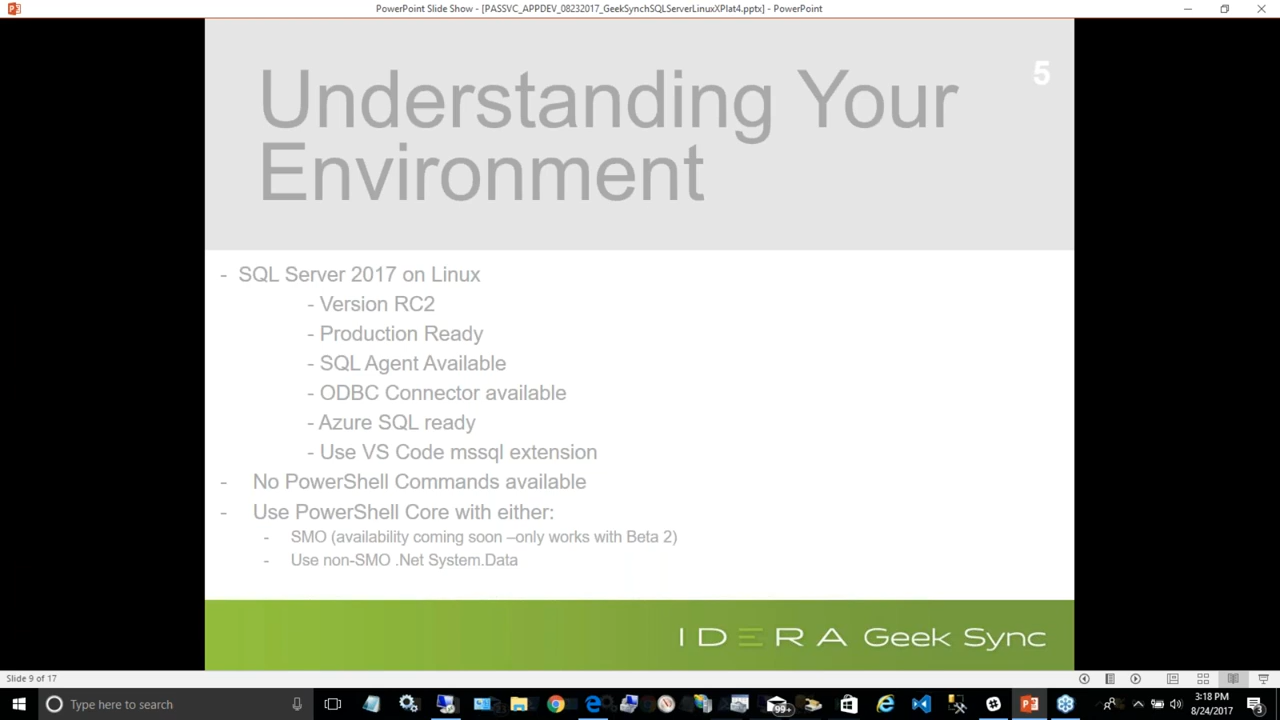 PowerPoint Slide Show - [PASSVC_APPDEV_08232017_GeekSynchSQLServerLinuxXPlat4.pptx] - PowerPoint
5
Understanding Your
Environment
- SQL Server 2017 on Linux
- Version RC2
- Production Ready
- SQL Agent Available
- ODBC Connector available
- Azure SQL ready
- Use VS Code mssql extension
- No PowerShell Commands available
- Use PowerShell Core with either:
- SMO (availability coming soon –only works with Beta 2)
- Use non-SMO .Net System.Data
IDERA Geek Sync
Slide 9 of 17
Type here to search
99+
3:18 PM
8/24/2017
3